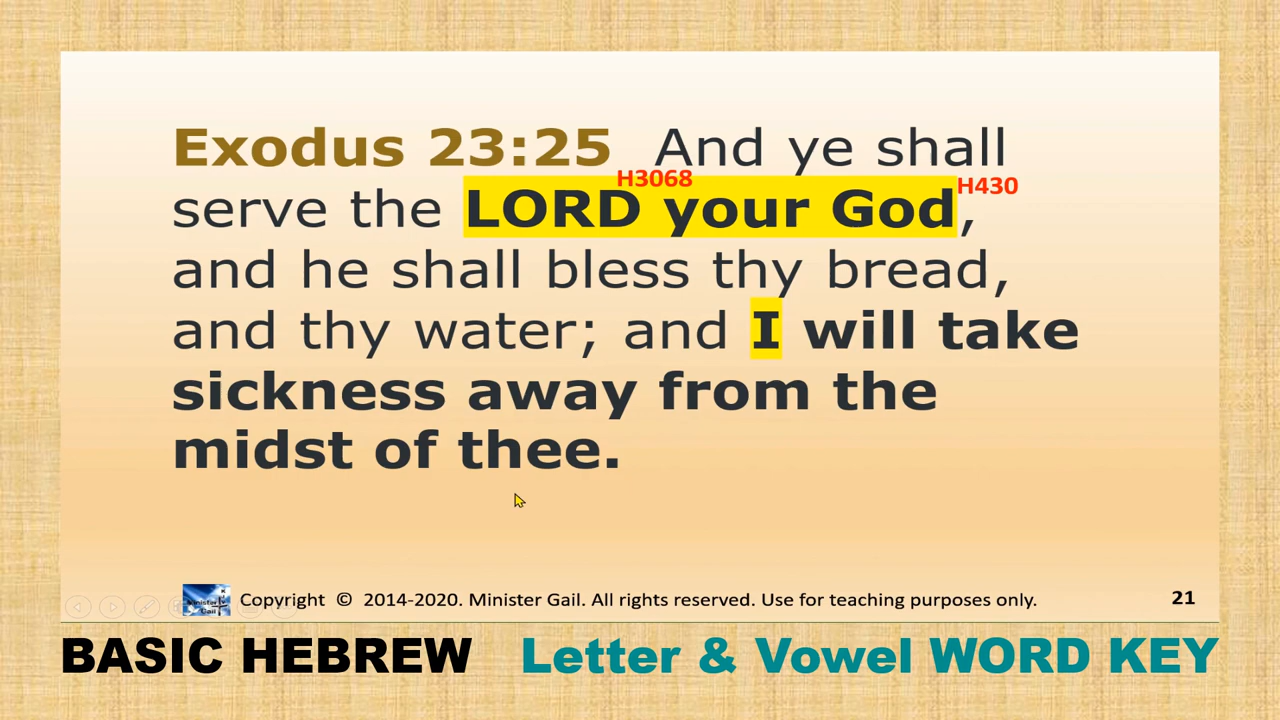 Exodus 23:25 And ye shall
H3068 H430
serve the LORD your God,
and he shall bless thy bread,
and thy water; and I will take
sickness away from the
midst of thee.
Minister
Gail
Copyright © 2014-2020. Minister Gail. All rights reserved. Use for teaching purposes only.
21
BASIC HEBREW Letter & Vowel WORD KEY